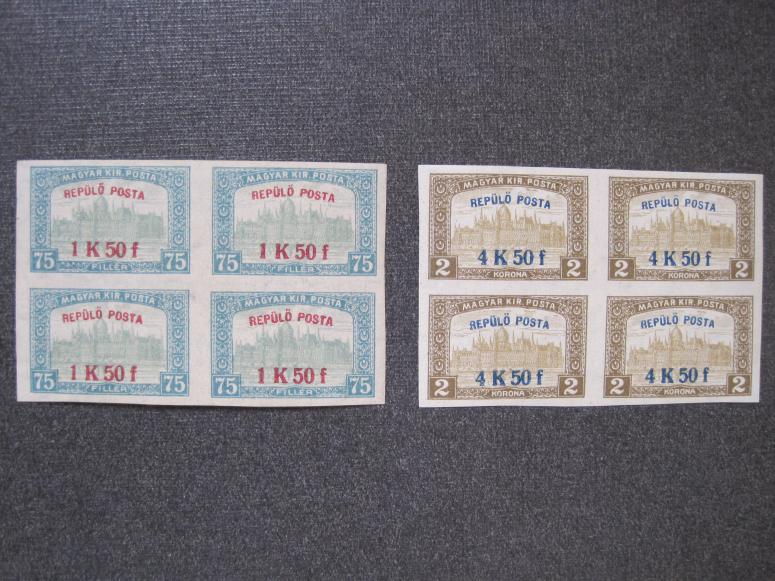 MAGYAR KIR. POSTA
REPÜLŐ POSTA
1 K 50 f
75 75
FILLÉR
MAGYAR KIR. POSTA
REPÜLŐ POSTA
1 K 50 f
75 75
FILLÉR
MAGYAR KIR. POSTA
REPÜLŐ POSTA
1 K 50 f
75 75
FILLÉR
MAGYAR KIR. POSTA
REPÜLŐ POSTA
1 K 50 f
75 75
FILLÉR
MAGYAR KIR. POSTA
REPÜLŐ POSTA
4 K 50 f
2 2
KORONA
MAGYAR KIR. POSTA
REPÜLŐ POSTA
4 K 50 f
2 2
KORONA
MAGYAR KIR. POSTA
REPÜLŐ POSTA
4 K 50 f
2 2
KORONA
MAGYAR KIR. POSTA
REPÜLŐ POSTA
4 K 50 f
2 2
KORONA